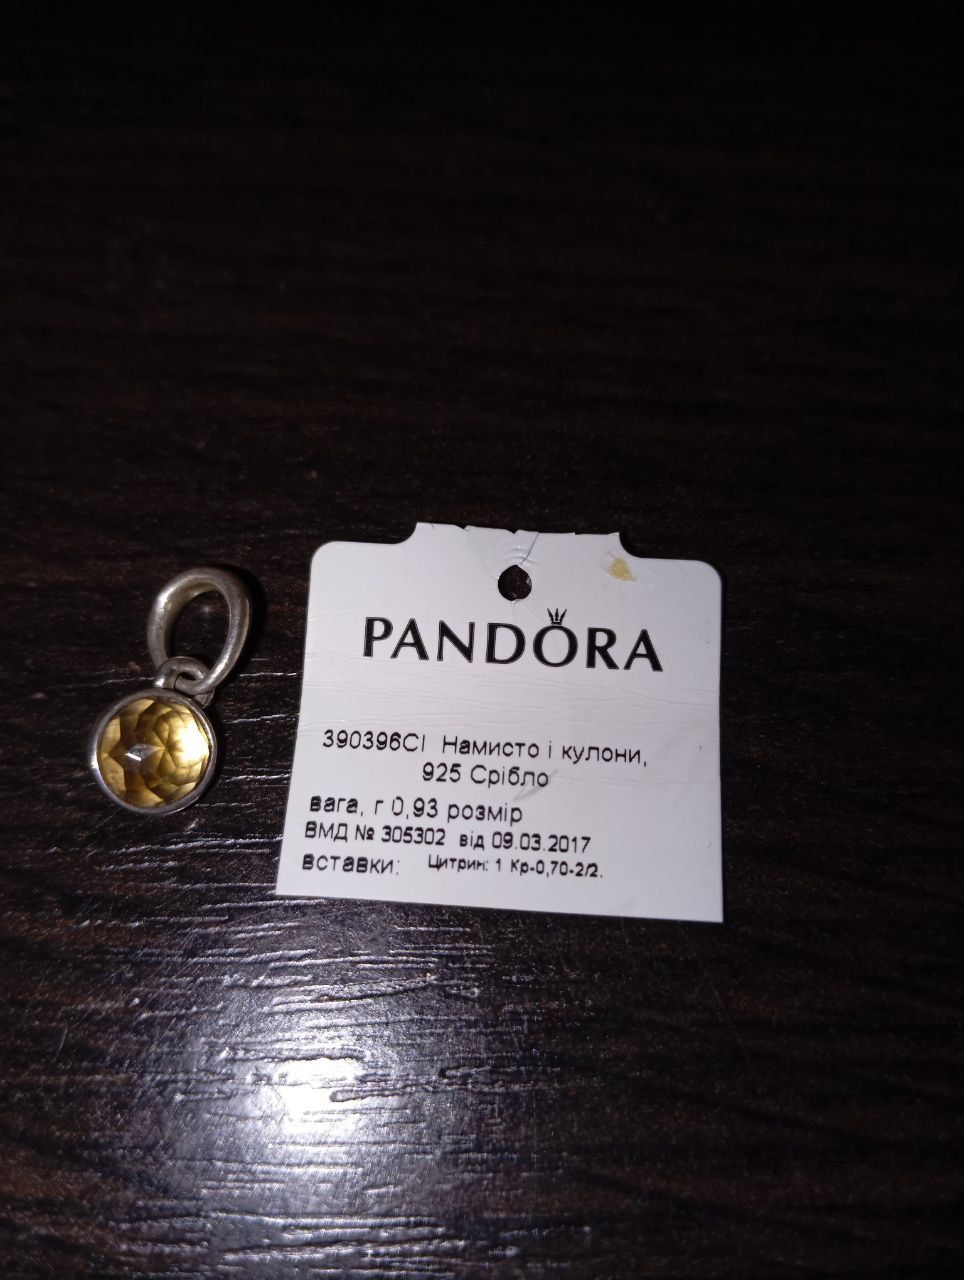 PANDORA
390396CI Намисто і кулони,
925 Срібло
вага, г 0,93 розмір
ВМД № 305302 від 09.03.2017
вставки: Цитрин: 1 Кр-0,70-2/2.